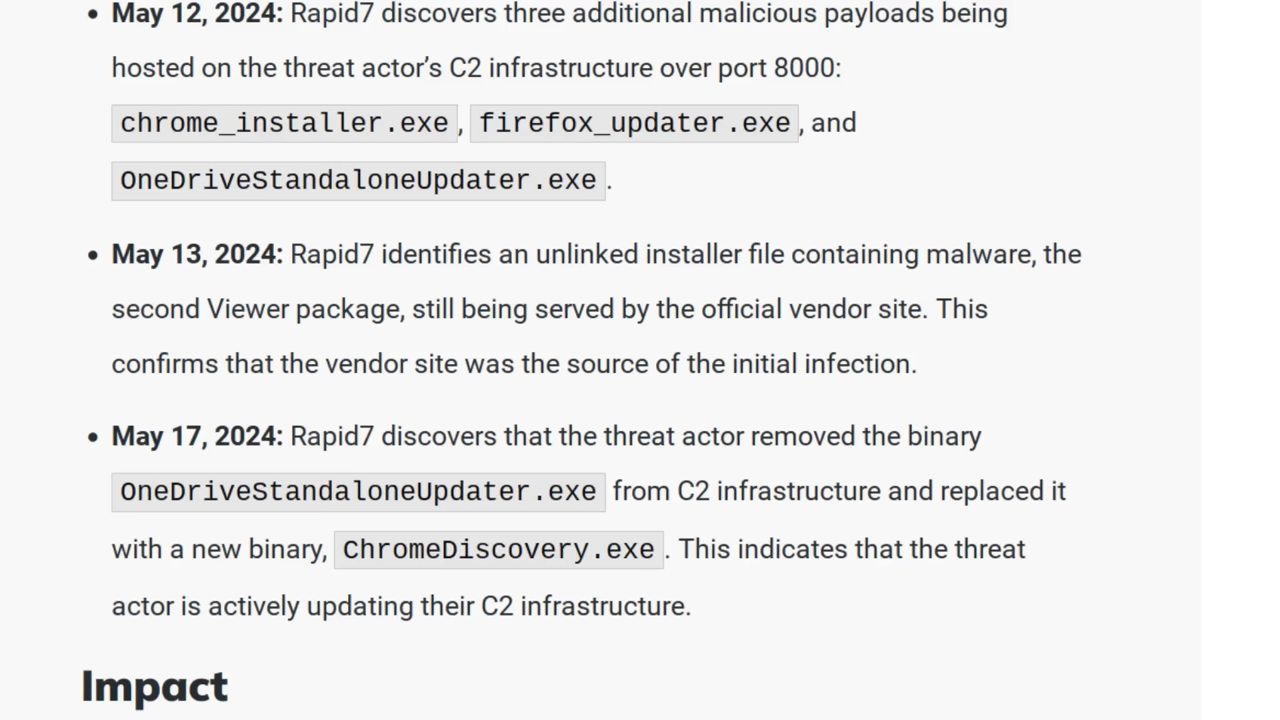 • May 12, 2024: Rapid7 discovers three additional malicious payloads being
hosted on the threat actor’s C2 infrastructure over port 8000:
chrome_installer.exe, firefox_updater.exe, and
OneDriveStandaloneUpdater.exe.
• May 13, 2024: Rapid7 identifies an unlinked installer file containing malware, the
second Viewer package, still being served by the official vendor site. This
confirms that the vendor site was the source of the initial infection.
• May 17, 2024: Rapid7 discovers that the threat actor removed the binary
OneDriveStandaloneUpdater.exe from C2 infrastructure and replaced it
with a new binary, ChromeDiscovery.exe. This indicates that the threat
actor is actively updating their C2 infrastructure.
Impact